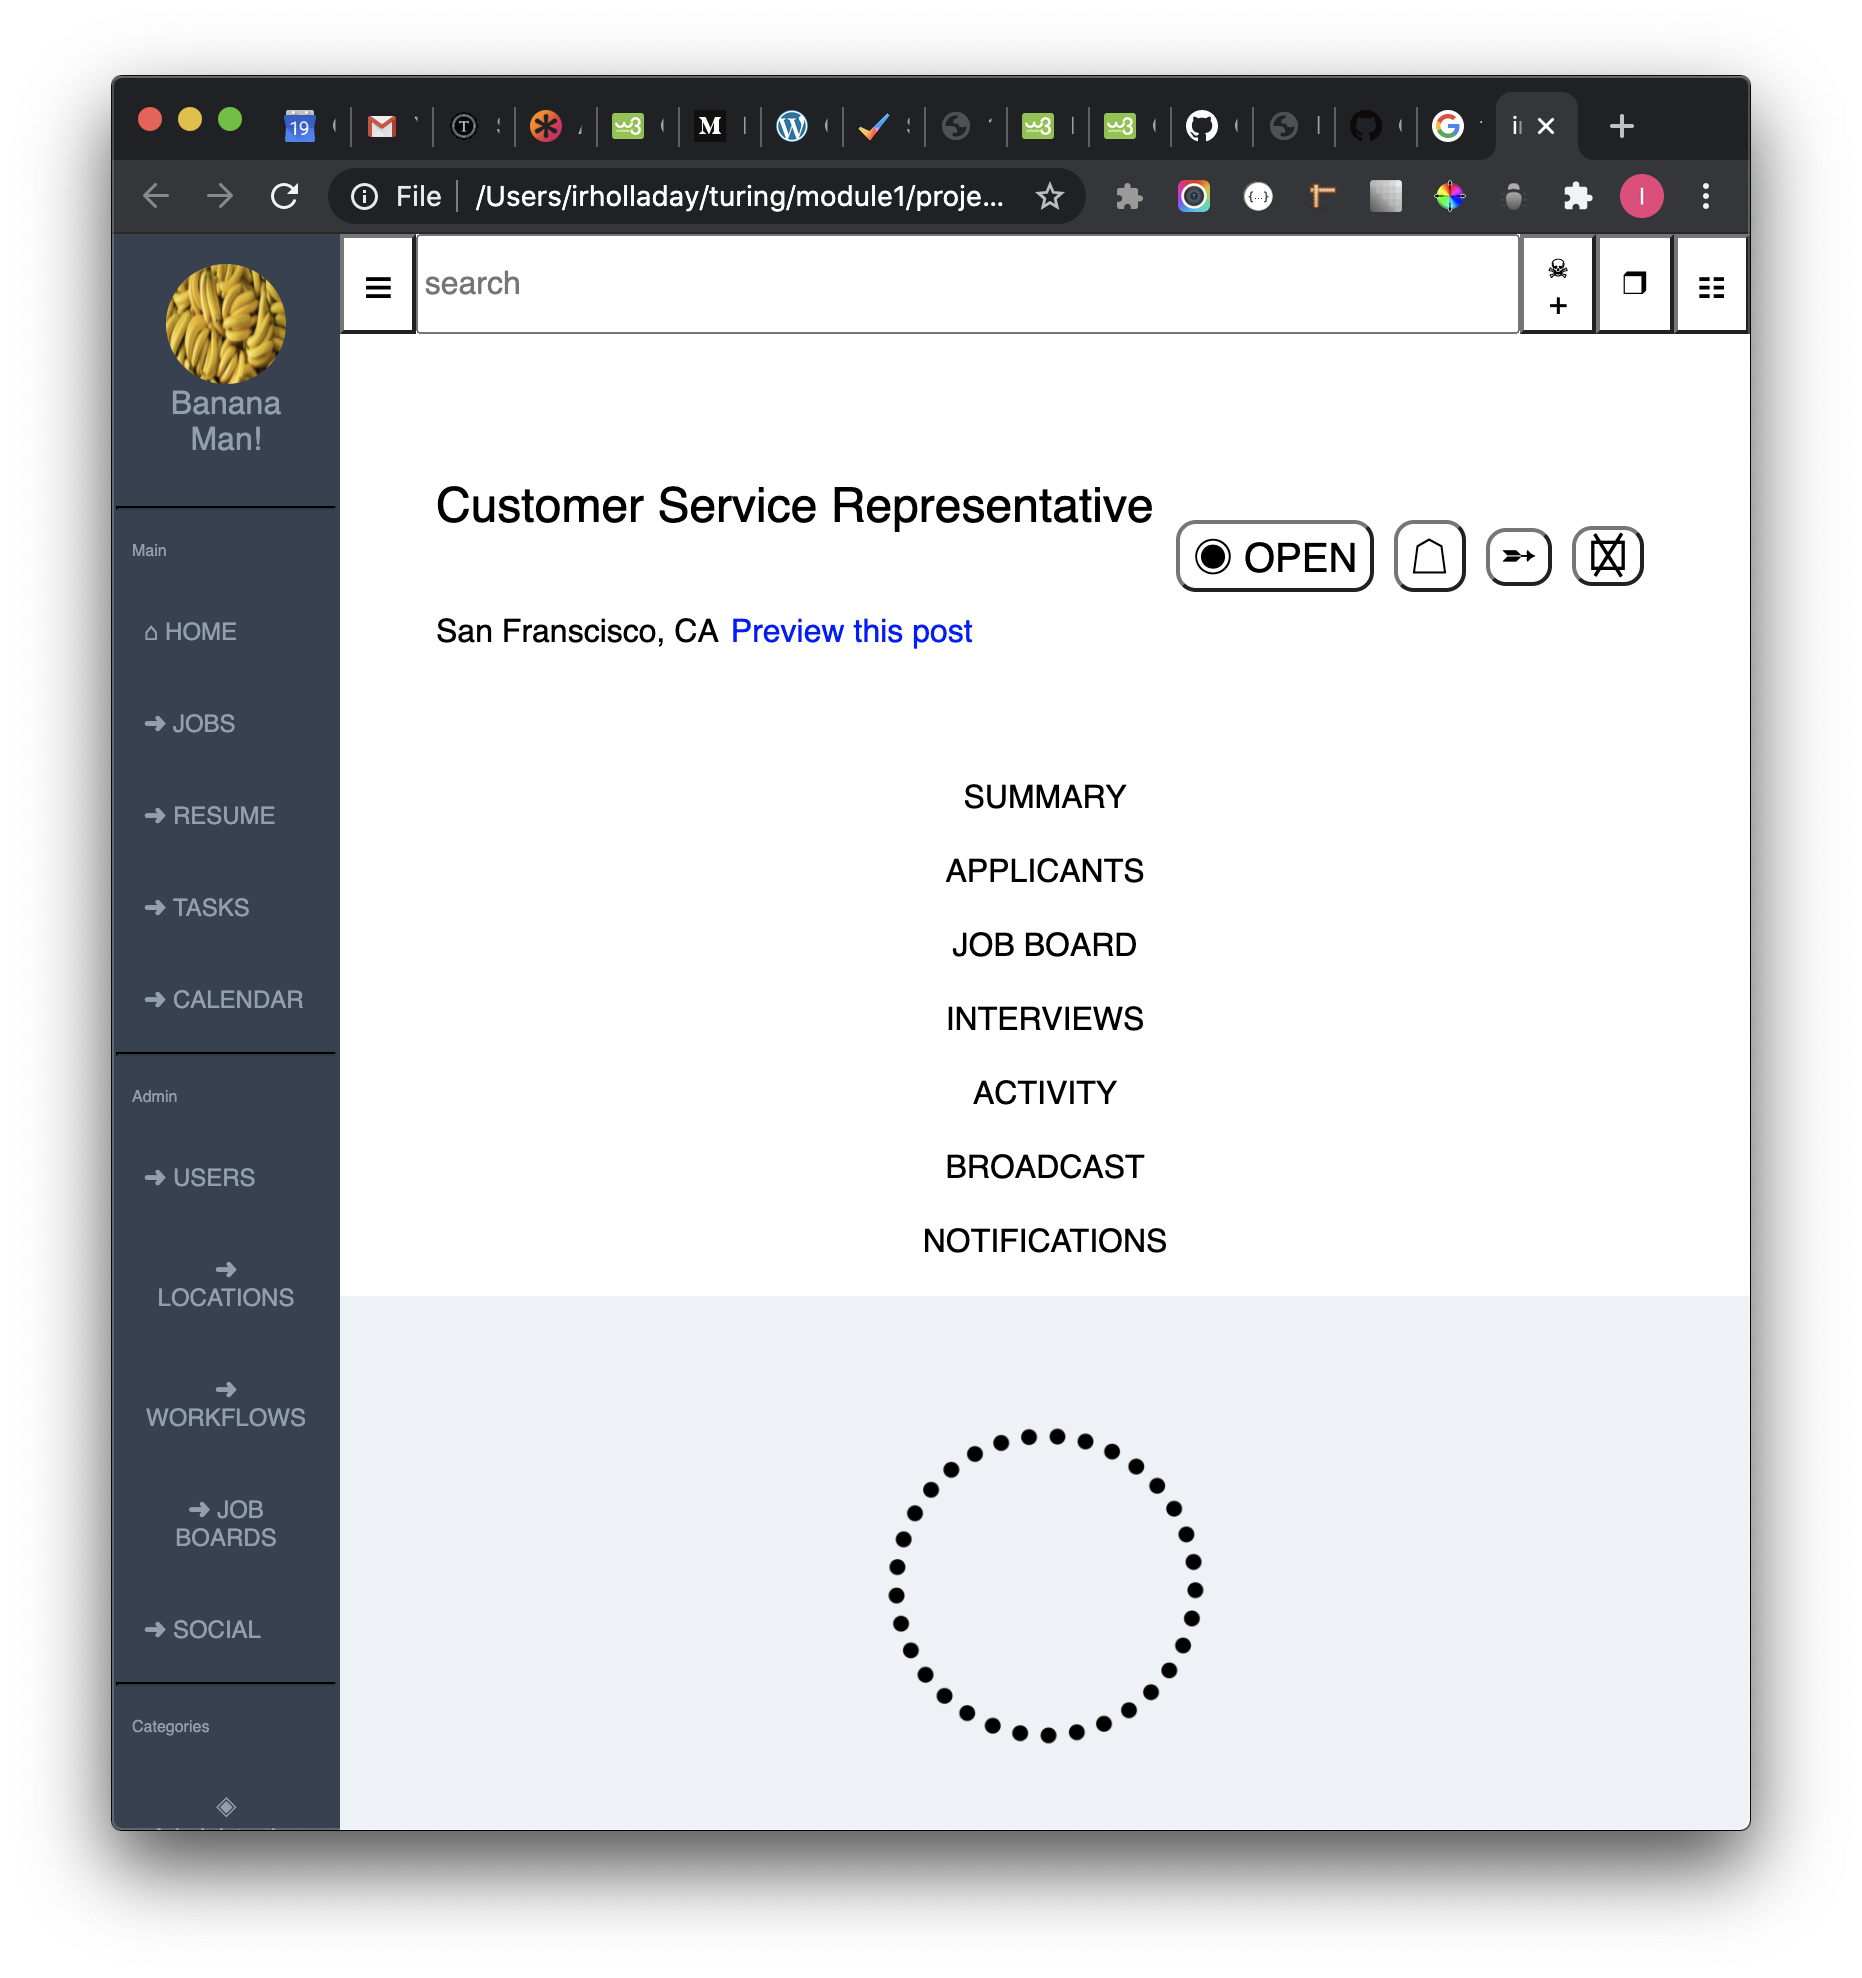 19
File /Users/irholladay/turing/module1/proje...
I
search
+
Banana
Man!
Customer Service Representative
OPEN
San Franscisco, CA Preview this post
Main
HOME
JOBS
RESUME
TASKS
CALENDAR
Admin
USERS
LOCATIONS
WORKFLOWS
JOB
BOARDS
SOCIAL
Categories
SUMMARY
APPLICANTS
JOB BOARD
INTERVIEWS
ACTIVITY
BROADCAST
NOTIFICATIONS